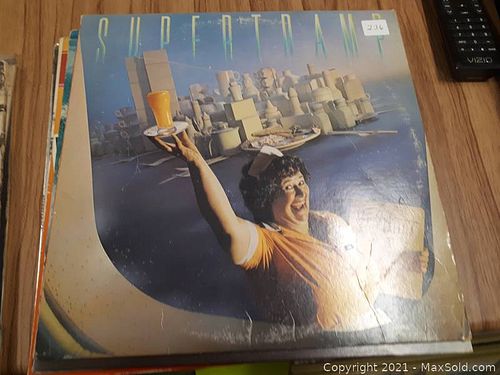 SUPERTRAMP
236
VIZIO
Copyright 2021 - MaxSold.com